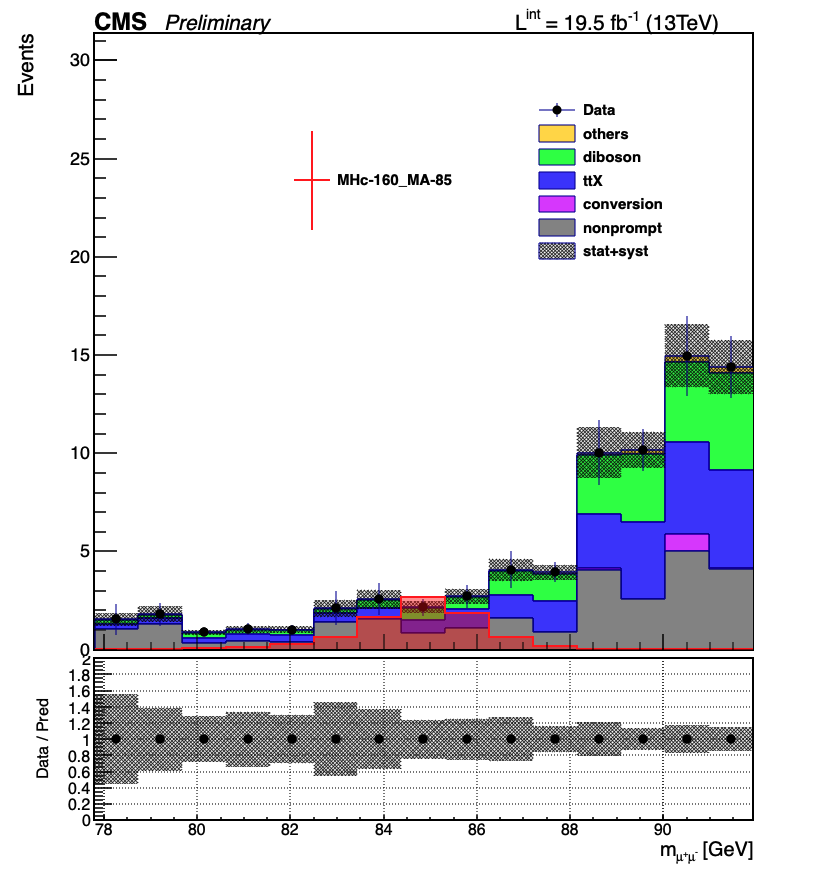 CMS Preliminary L^int = 19.5 fb^-1 (13TeV)
Events
30
25
20
15
10
5
0
Data
others
diboson
ttX
conversion
nonprompt
stat+syst
MHc-160_MA-85
Data / Pred
2
1.8
1.6
1.4
1.2
1
0.8
0.6
0.4
0.2
0
78 80 82 84 86 88 90
m_μ+μ- [GeV]